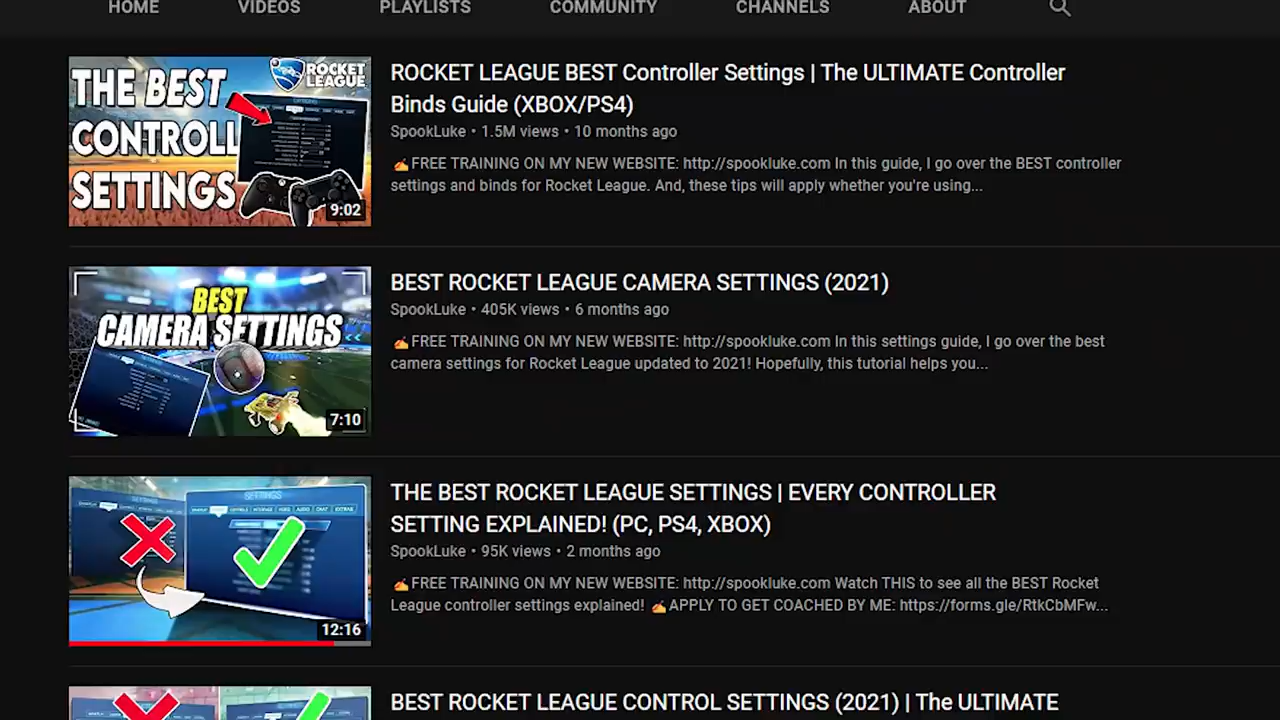 HOME VIDEOS PLAYLISTS COMMUNITY CHANNELS ABOUT
THE BEST
CONTROLL
SETTINGS
ROCKET
LEAGUE
9:02
ROCKET LEAGUE BEST Controller Settings | The ULTIMATE Controller
Binds Guide (XBOX/PS4)
SpookLuke • 1.5M views • 10 months ago
✍FREE TRAINING ON MY NEW WEBSITE: http://spookluke.com In this guide, I go over the BEST controller
settings and binds for Rocket League. And, these tips will apply whether you're using...
BEST
CAMERA SETTINGS
7:10
BEST ROCKET LEAGUE CAMERA SETTINGS (2021)
SpookLuke • 405K views • 6 months ago
✍FREE TRAINING ON MY NEW WEBSITE: http://spookluke.com In this settings guide, I go over the best
camera settings for Rocket League updated to 2021! Hopefully, this tutorial helps you...
SETTINGS
12:16
THE BEST ROCKET LEAGUE SETTINGS | EVERY CONTROLLER
SETTING EXPLAINED! (PC, PS4, XBOX)
SpookLuke • 95K views • 2 months ago
✍FREE TRAINING ON MY NEW WEBSITE: http://spookluke.com Watch THIS to see all the BEST Rocket
League controller settings explained! ✍APPLY TO GET COACHED BY ME: https://forms.gle/RtkCbMFw...
BEST ROCKET LEAGUE CONTROL SETTINGS (2021) | The ULTIMATE